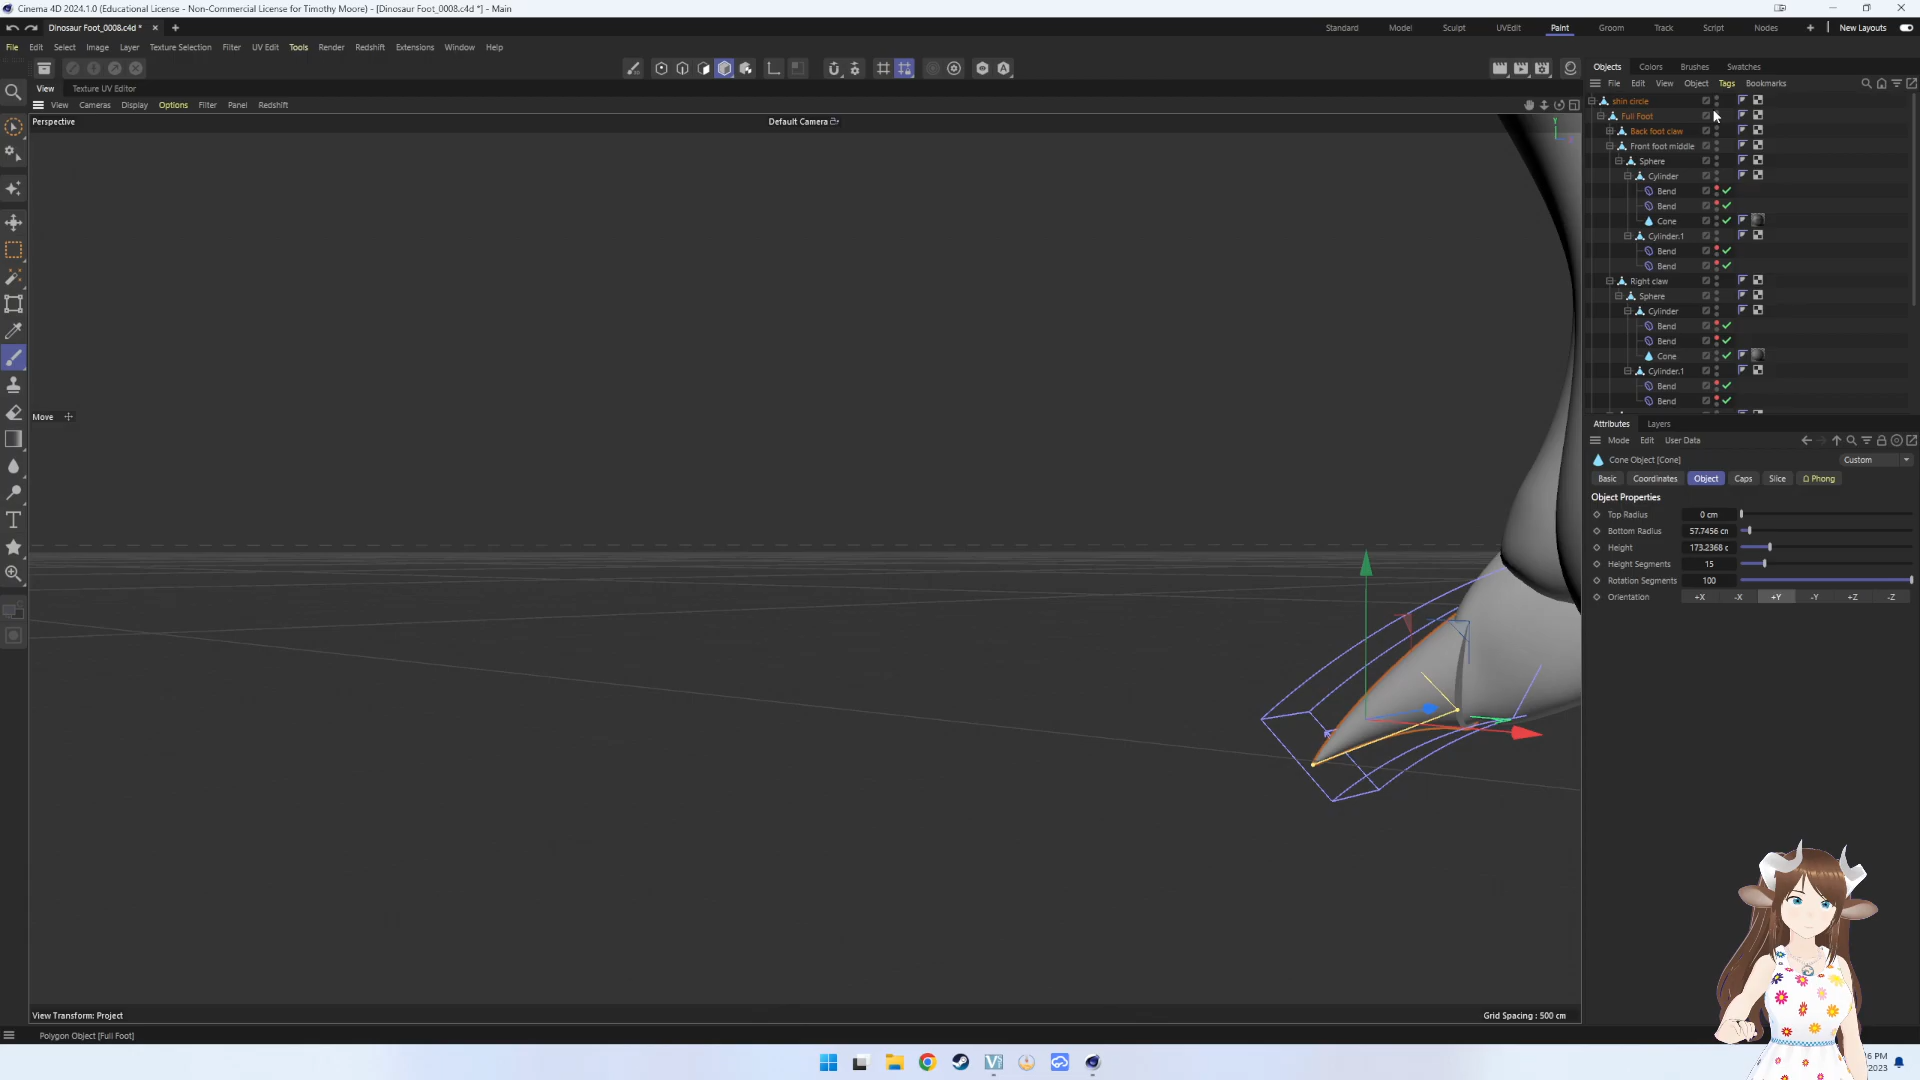 Cinema 4D 2024.1.0 (Educational License - Non-Commercial License for Timothy Moore) - [Dinosaur Foot_0008.c4d *] - Main
Dinosaur Foot_0008.c4d *
Standard Model Sculpt UVEdit Paint Groom Track Script Nodes New Layouts
File Edit Select Image Layer Texture Selection Filter UV Edit Tools Render Redshift Extensions Window Help
Objects Colors Brushes Swatches
View Texture UV Editor
File Edit View Object Tags Bookmarks
View Cameras Display Options Filter Panel Redshift
Perspective
Default Camera
Y
shin circle
Full Foot
Back foot claw
Front foot middle
Sphere
Cylinder
Bend
Bend
Cone
Cylinder.1
Bend
Bend
Right claw
Sphere
Cylinder
Bend
Bend
Cone
Cylinder.1
Bend
Bend
Move
Attributes Layers
Mode Edit User Data
Cone Object [Cone]
Custom
Basic Coordinates Object Caps Slice Phong
Object Properties
Top Radius 0 cm
Bottom Radius 57.7456 cm
Height 173.2368 c
Height Segments 15
Rotation Segments 100
Orientation +X -X +Y -Y +Z -Z
View Transform: Project
Grid Spacing : 500 cm
Polygon Object [Full Foot]
6 PM
2023